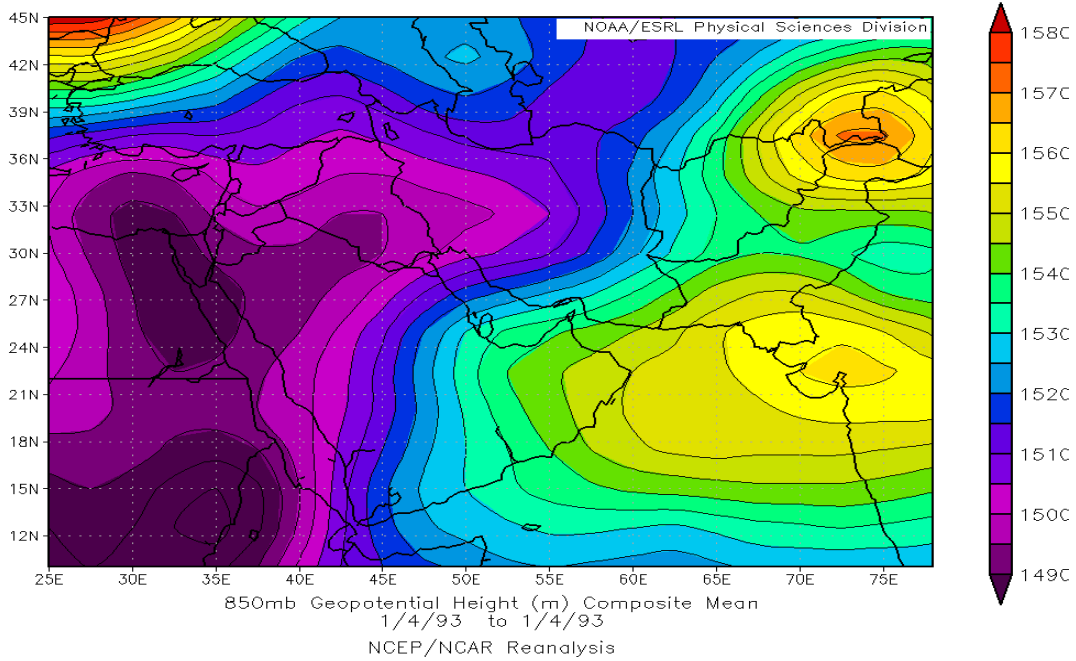 NOAA/ESRL Physical Sciences Division
45N
42N
39N
36N
33N
30N
27N
24N
21N
18N
15N
12N
25E 30E 35E 40E 45E 50E 55E 60E 65E 70E 75E
1580
1570
1560
1550
1540
1530
1520
1510
1500
1490
850mb Geopotential Height (m) Composite Mean
1/4/93 to 1/4/93
NCEP/NCAR Reanalysis